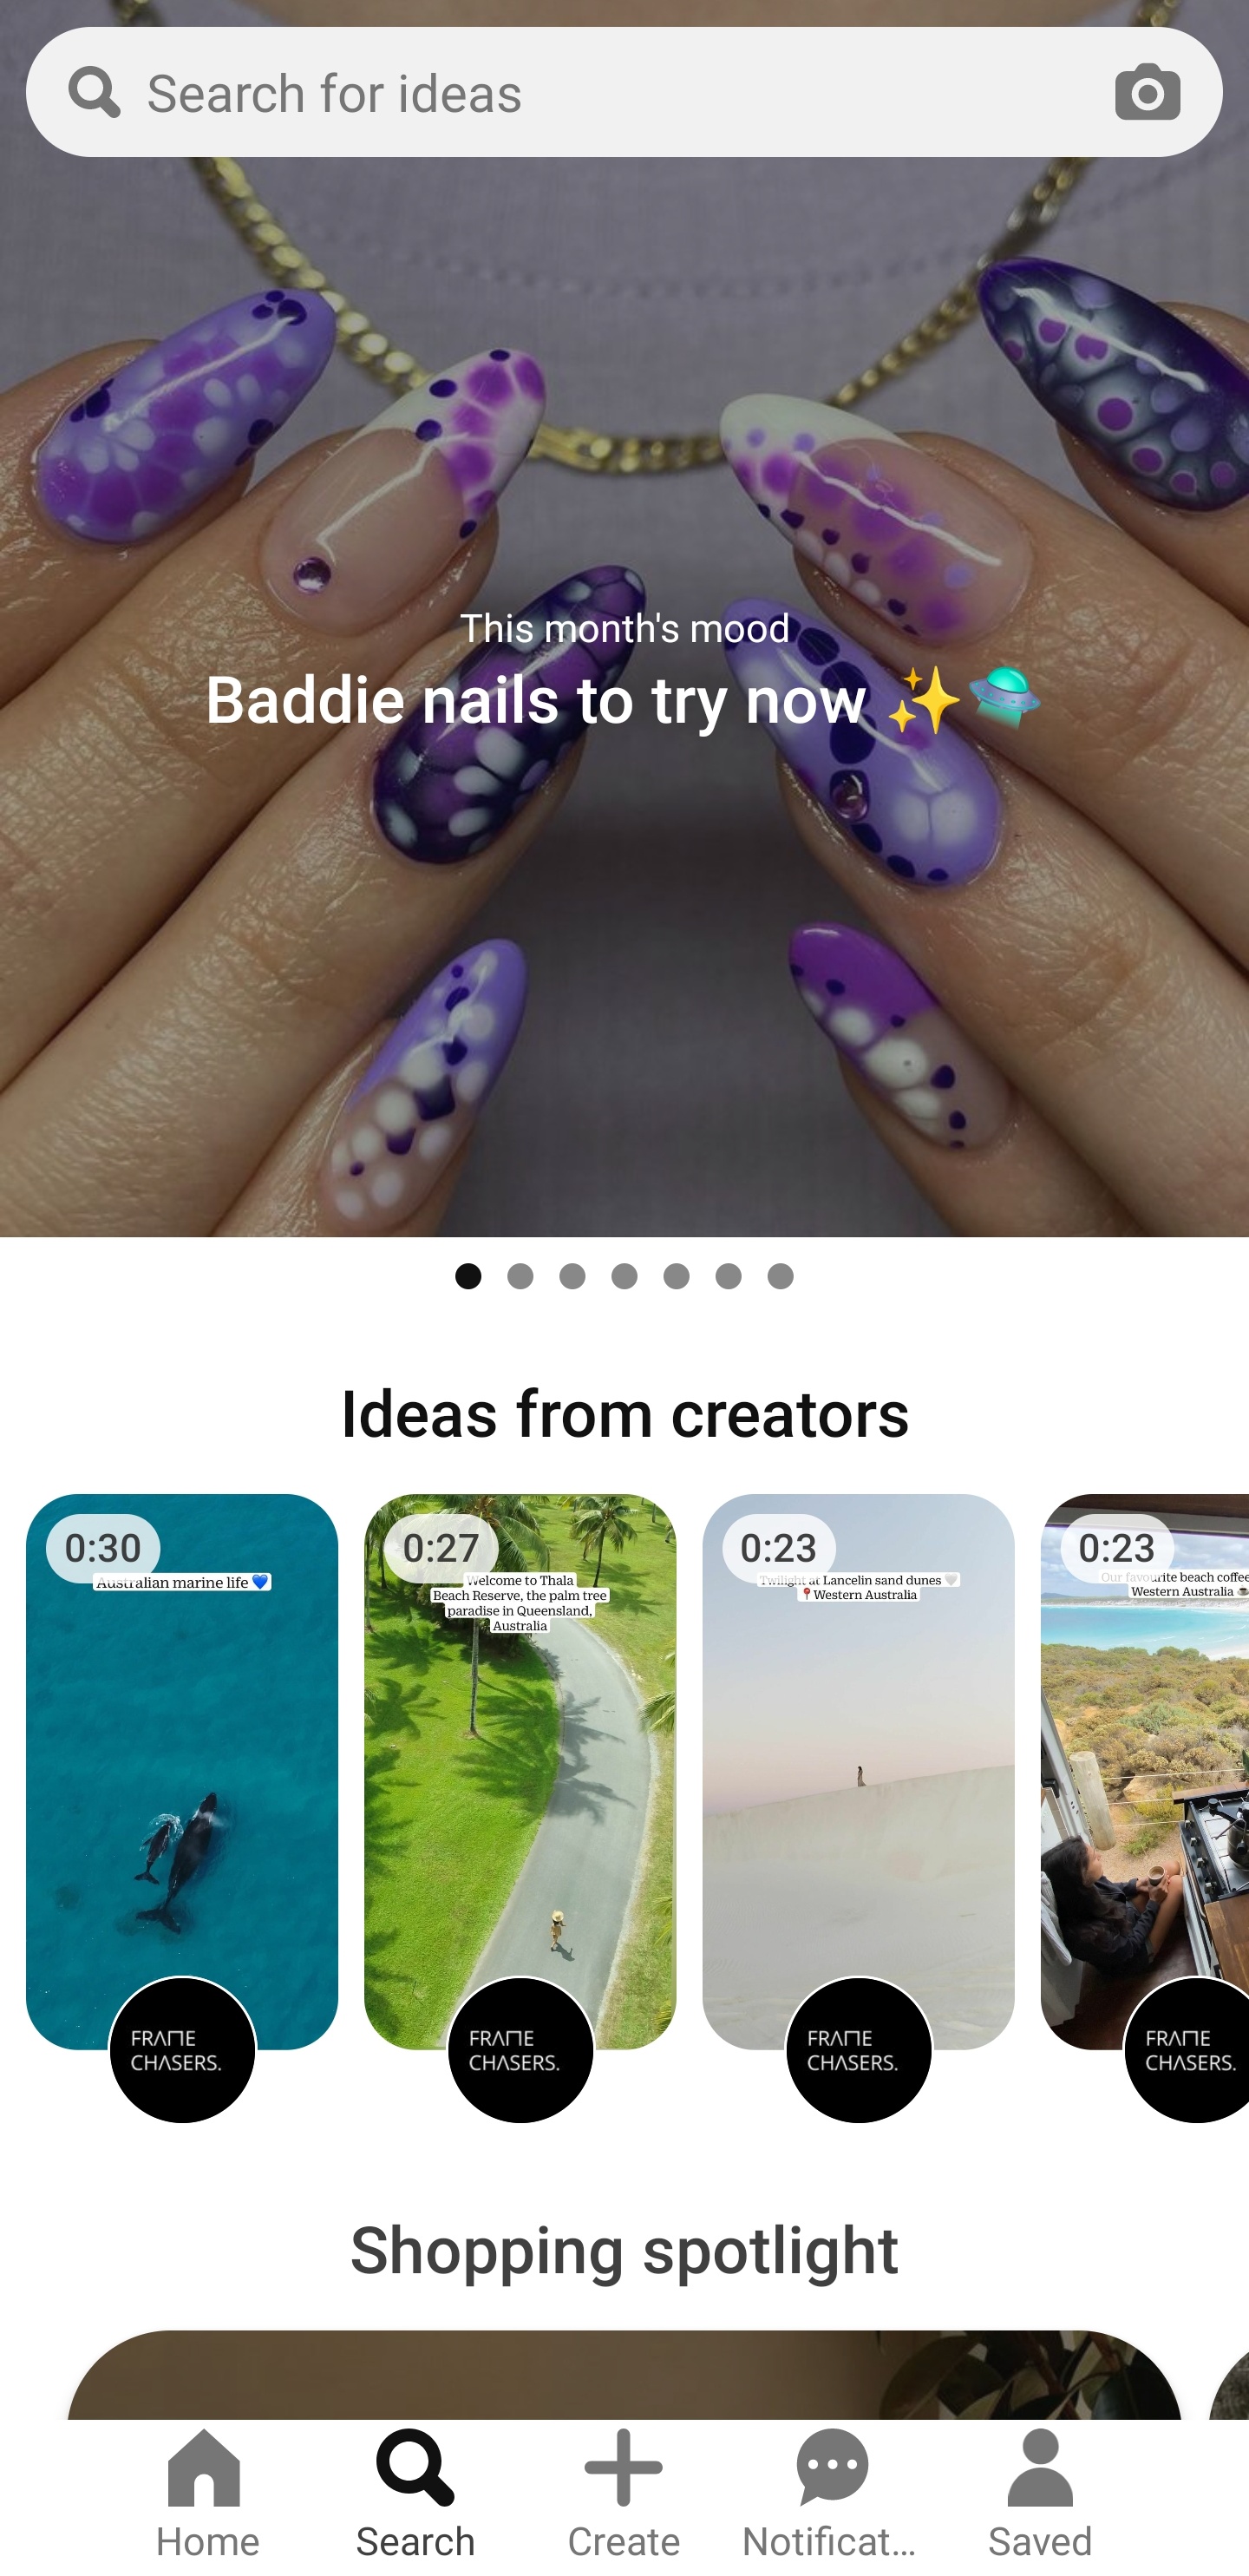 Search for ideas
This month's mood
Baddie nails to try now ✨🛸
Ideas from creators
0:30
Australian marine life 💙
0:27
Welcome to Thala
Beach Reserve, the palm tree
paradise in Queensland,
Australia
0:23
Twilight at Lancelin sand dunes 🤍
📍Western Australia
0:23
Our favourite beach coffee
Western Australia ☕
FRAME
CHASERS.
FRAME
CHASERS.
FRAME
CHASERS.
FRAME
CHASERS.
Shopping spotlight
Home
Search
Create
Notificat...
Saved